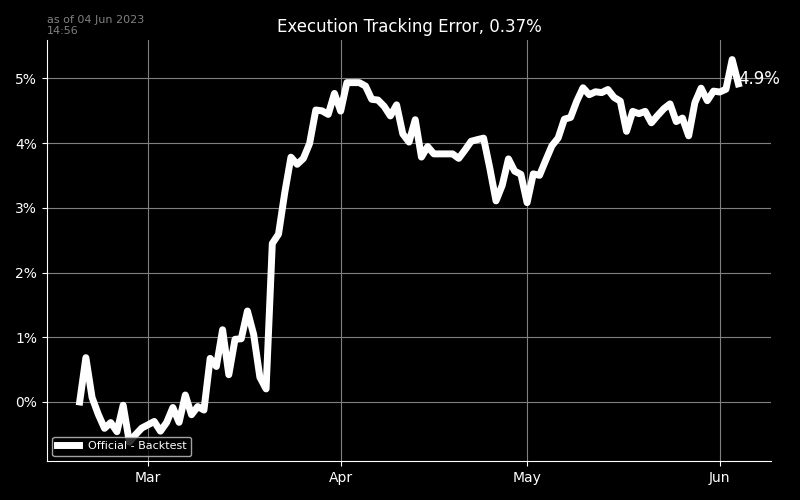 as of 04 Jun 2023
14:56
Execution Tracking Error, 0.37%
5%
4.9%
4%
3%
2%
1%
0%
Official - Backtest
Mar
Apr
May
Jun